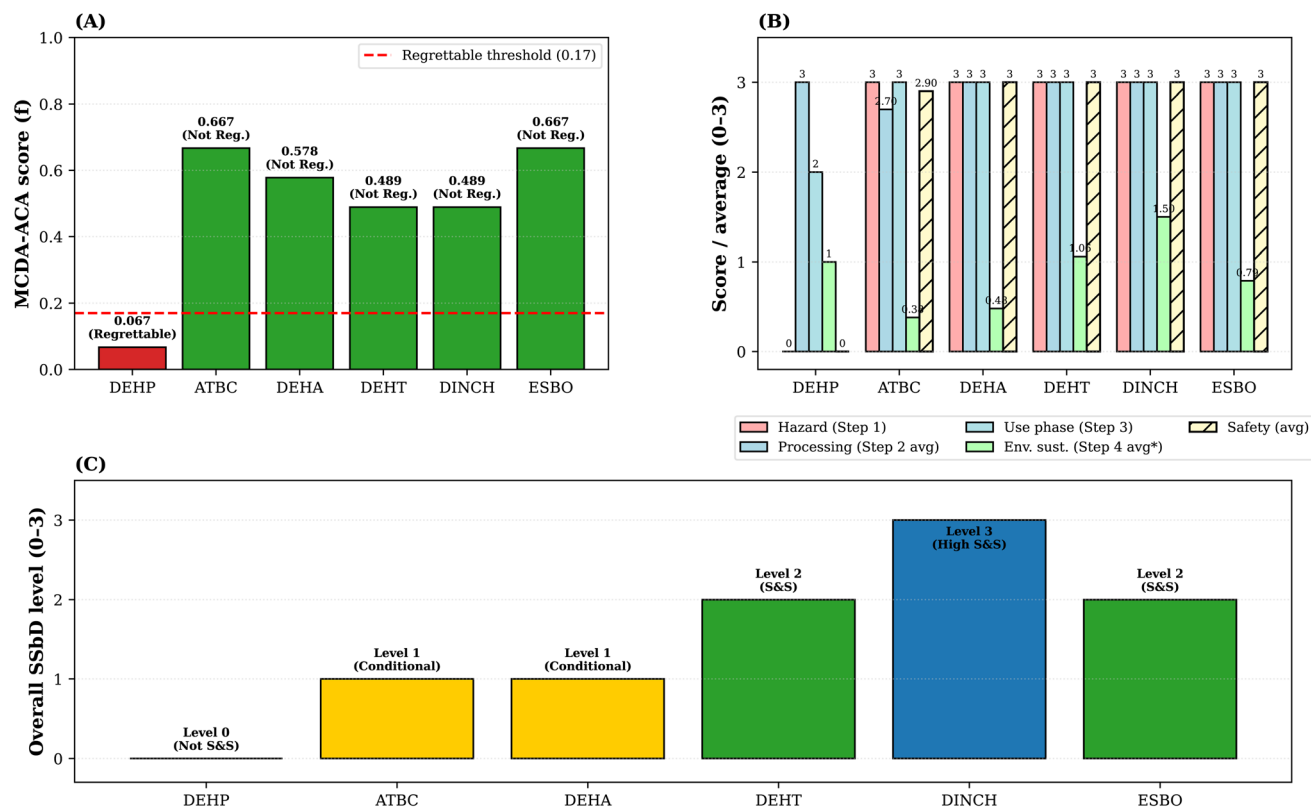 (A)
MCDA-ACA score (f)
1.0
0.8
0.6
0.4
0.2
0.0
Regrettable threshold (0.17)
0.067
(Regrettable)
0.667
(Not Reg.)
0.578
(Not Reg.)
0.489
(Not Reg.)
0.489
(Not Reg.)
0.667
(Not Reg.)
DEHP ATBC DEHA DEHT DINCH ESBO
(B)
Score / average (0–3)
3
2
1
0
0 3 2 1 0
3 2.70 3 2.90
3 3 3 0.48 3
3 3 3 1.06 3
3 3 3 1.50 3
3 3 3 0.79 3
DEHP ATBC DEHA DEHT DINCH ESBO
Hazard (Step 1) Use phase (Step 3) Safety (avg)
Processing (Step 2 avg) Env. sust. (Step 4 avg*)
(C)
Overall SSbD level (0–3)
3
2
1
0
Level 0
(Not S&S)
Level 1
(Conditional)
Level 1
(Conditional)
Level 2
(S&S)
Level 3
(High S&S)
Level 2
(S&S)
DEHP ATBC DEHA DEHT DINCH ESBO